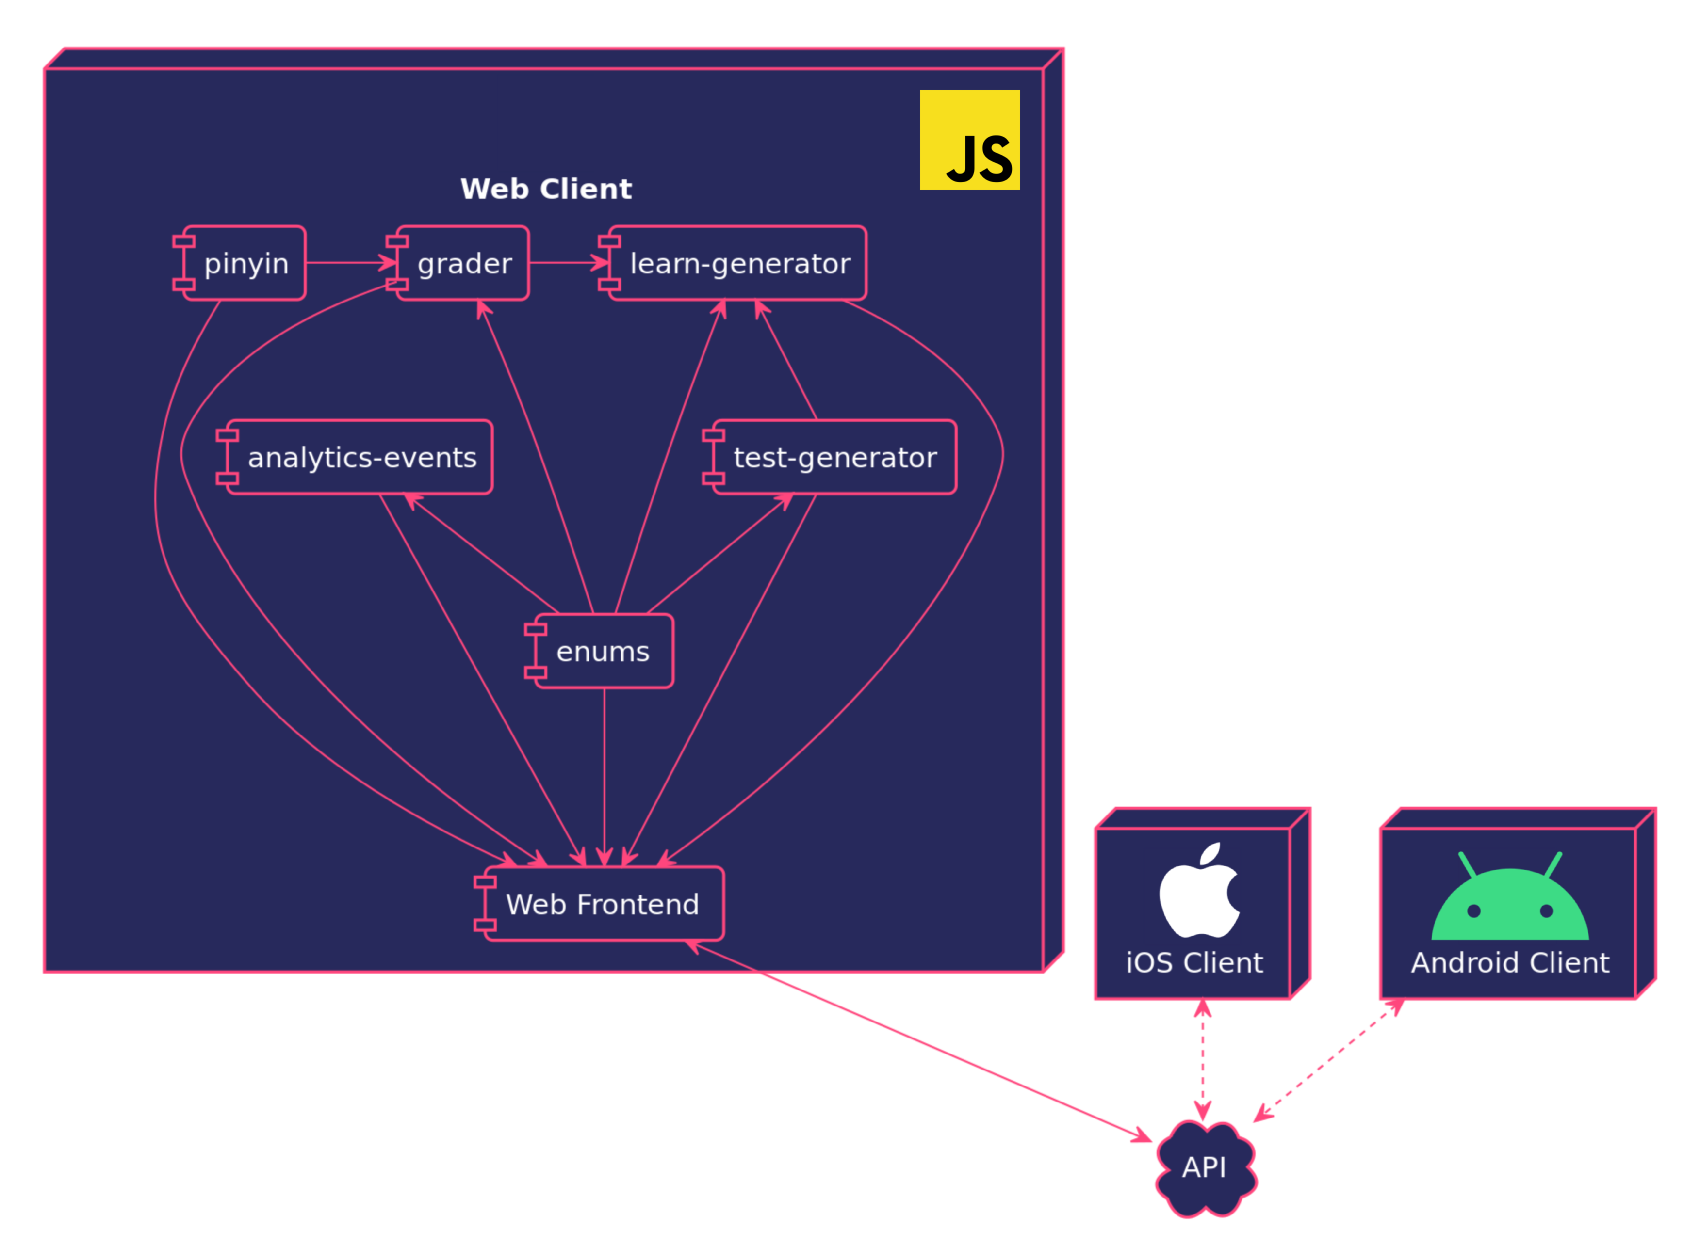 JS
Web Client
pinyin
grader
learn-generator
analytics-events
test-generator
enums
Web Frontend
iOS Client
Android Client
API